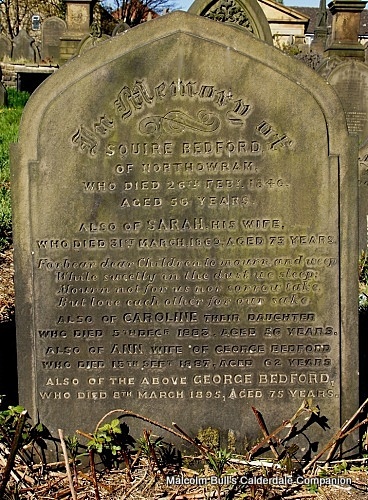 In Memory of
SQUIRE BEDFORD,
OF NORTHOWRAM,
WHO DIED 26TH FEBY 1846,
AGED 56 YEARS.
ALSO OF SARAH HIS WIFE,
WHO DIED 31ST MARCH 1869, AGED 75 YEARS.
Forbear dear Children to mourn and weep
While sweetly in the dust we sleep;
Mourn not for us nor sorrow take,
But love each other for our sake.
ALSO OF CAROLINE THEIR DAUGHTER
WHO DIED 5TH DECR 1883, AGED 56 YEARS.
ALSO OF ANN WIFE OF GEORGE BEDFORD
WHO DIED 15TH SEPT 1887, AGED 62 YEARS
ALSO OF THE ABOVE GEORGE BEDFORD,
WHO DIED 8TH MARCH 1895, AGED 75 YEARS.
Malcolm Bull's Calderdale Companion